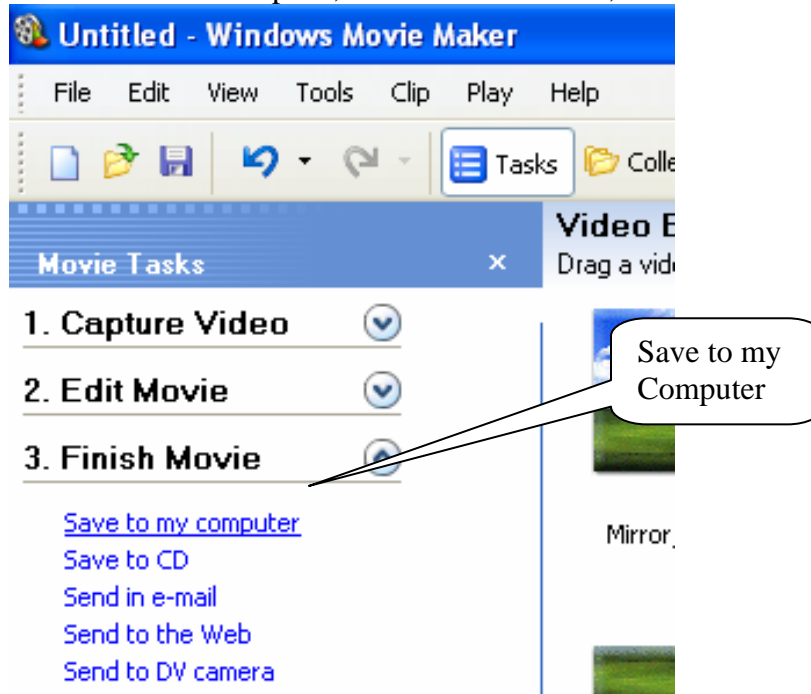 Untitled - Windows Movie Maker
File Edit View Tools Clip Play Help
Tasks
Movie Tasks
Video
Drag a
1. Capture Video
Save to my
Computer
2. Edit Movie
3. Finish Movie
Save to my computer
Mirror_
Save to CD
Send in e-mail
Send to the Web
Send to DV camera